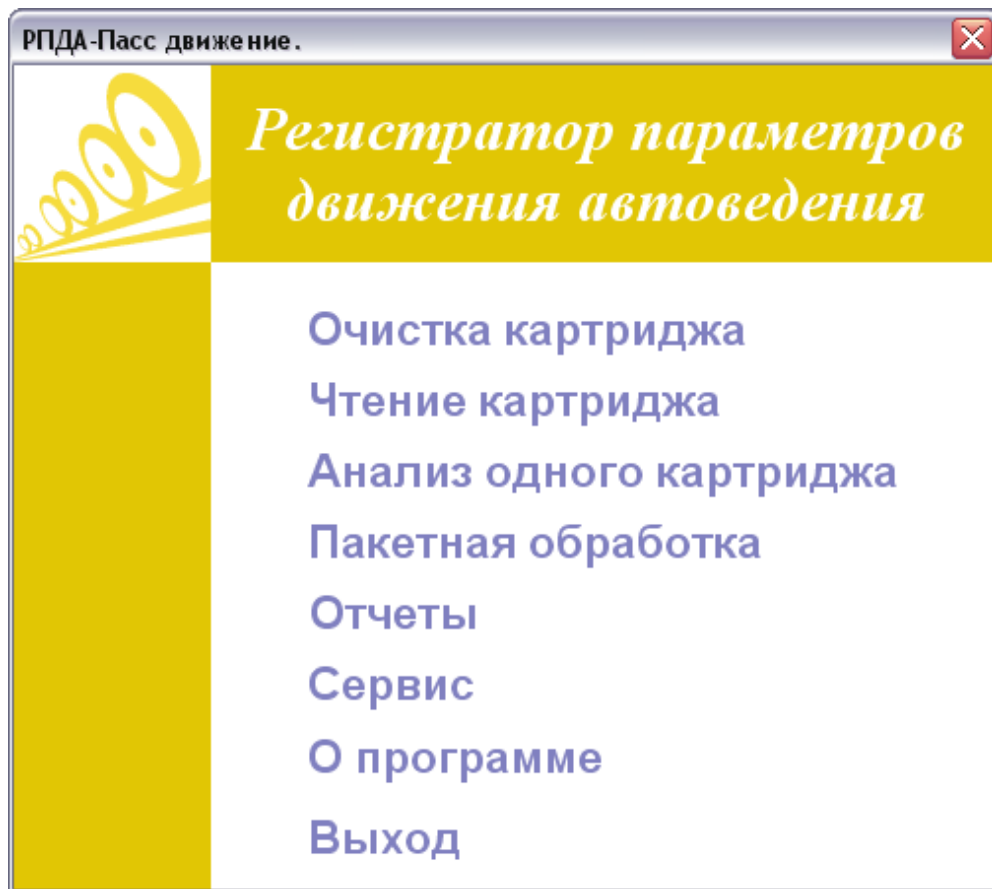 РПДА-Пасс движение.
Регистратор параметров
движения автоведения
Очистка картриджа
Чтение картриджа
Анализ одного картриджа
Пакетная обработка
Отчеты
Сервис
О программе
Выход